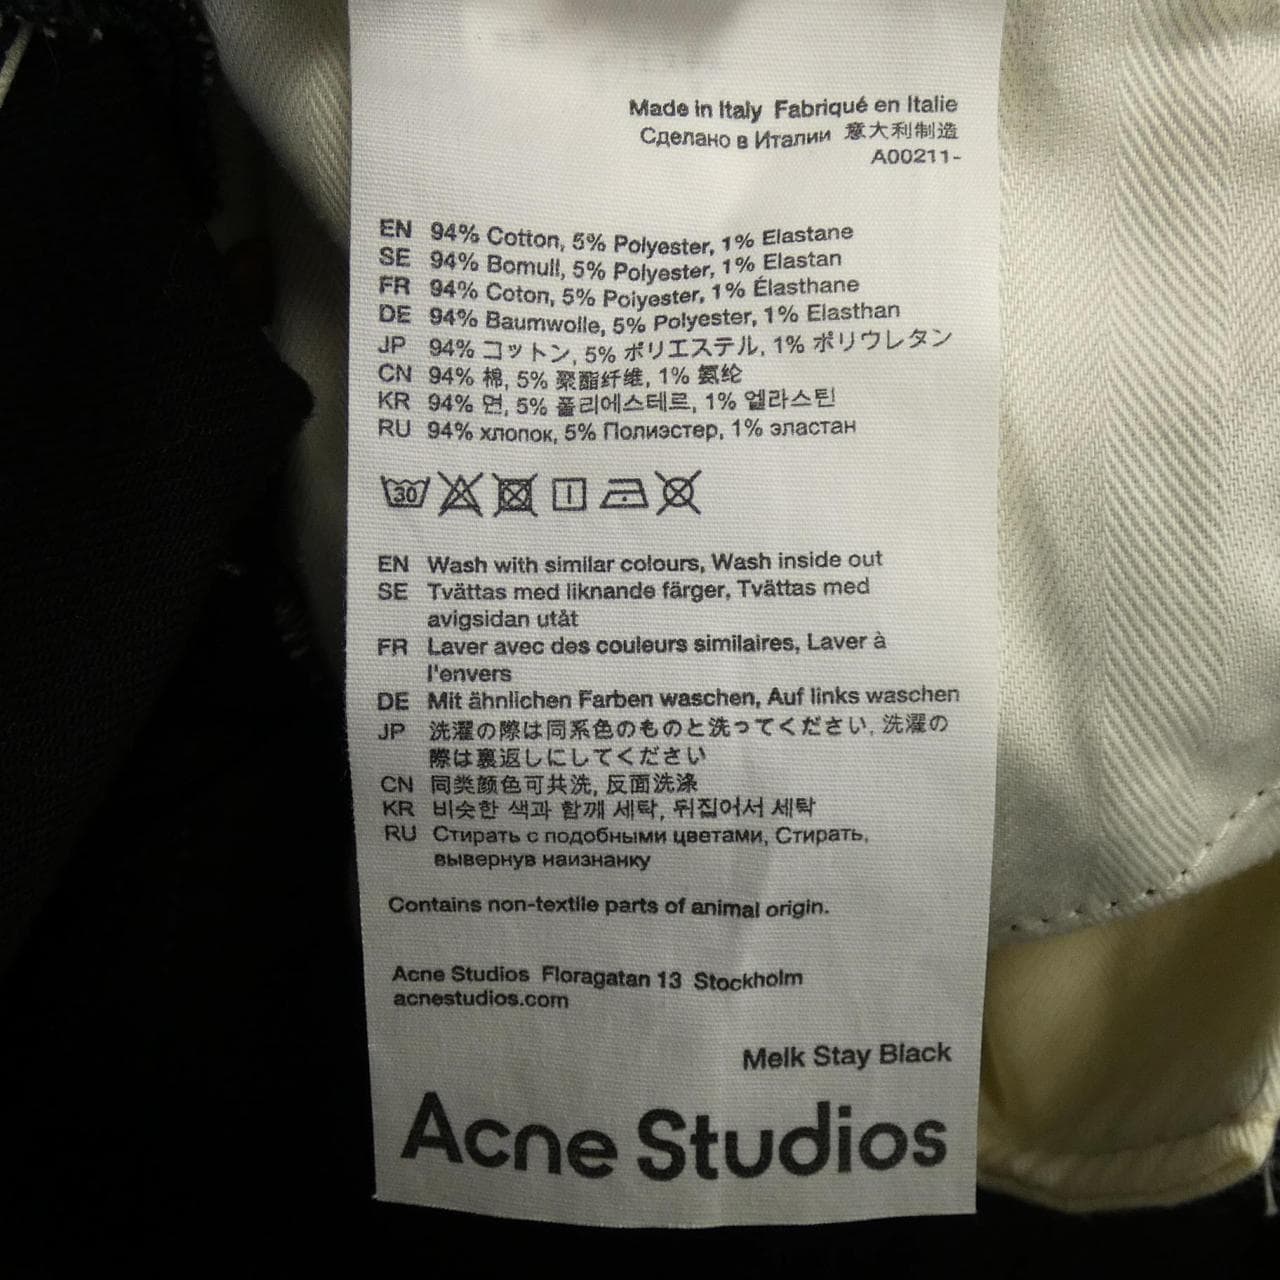 Made in Italy Fabriqué en Italie
Сделано в Италии 意大利制造
A00211-
EN 94% Cotton, 5% Polyester, 1% Elastane
SE 94% Bomull, 5% Polyester, 1% Elastan
FR 94% Coton, 5% Polyester, 1% Élasthane
DE 94% Baumwolle, 5% Polyester, 1% Elasthan
JP 94% コットン, 5% ポリエステル, 1% ポリウレタン
CN 94% 棉, 5% 聚酯纤维, 1% 氨纶
KR 94% 면, 5% 폴리에스테르, 1% 엘라스틴
RU 94% хлопок, 5% Полиэстер, 1% эластан
30
EN Wash with similar colours, Wash inside out
SE Tvättas med liknande färger, Tvättas med
avigsidan utåt
FR Laver avec des couleurs similaires, Laver à
l'envers
DE Mit ähnlichen Farben waschen, Auf links waschen
JP 洗濯の際は同系色のものと洗ってください, 洗濯の
際は裏返しにしてください
CN 同类颜色可共洗, 反面洗涤
KR 비슷한 색과 함께 세탁, 뒤집어서 세탁
RU Стирать с подобными цветами, Стирать,
вывернув наизнанку
Contains non-textile parts of animal origin.
Acne Studios Floragatan 13 Stockholm
acnestudios.com
Melk Stay Black
Acne Studios